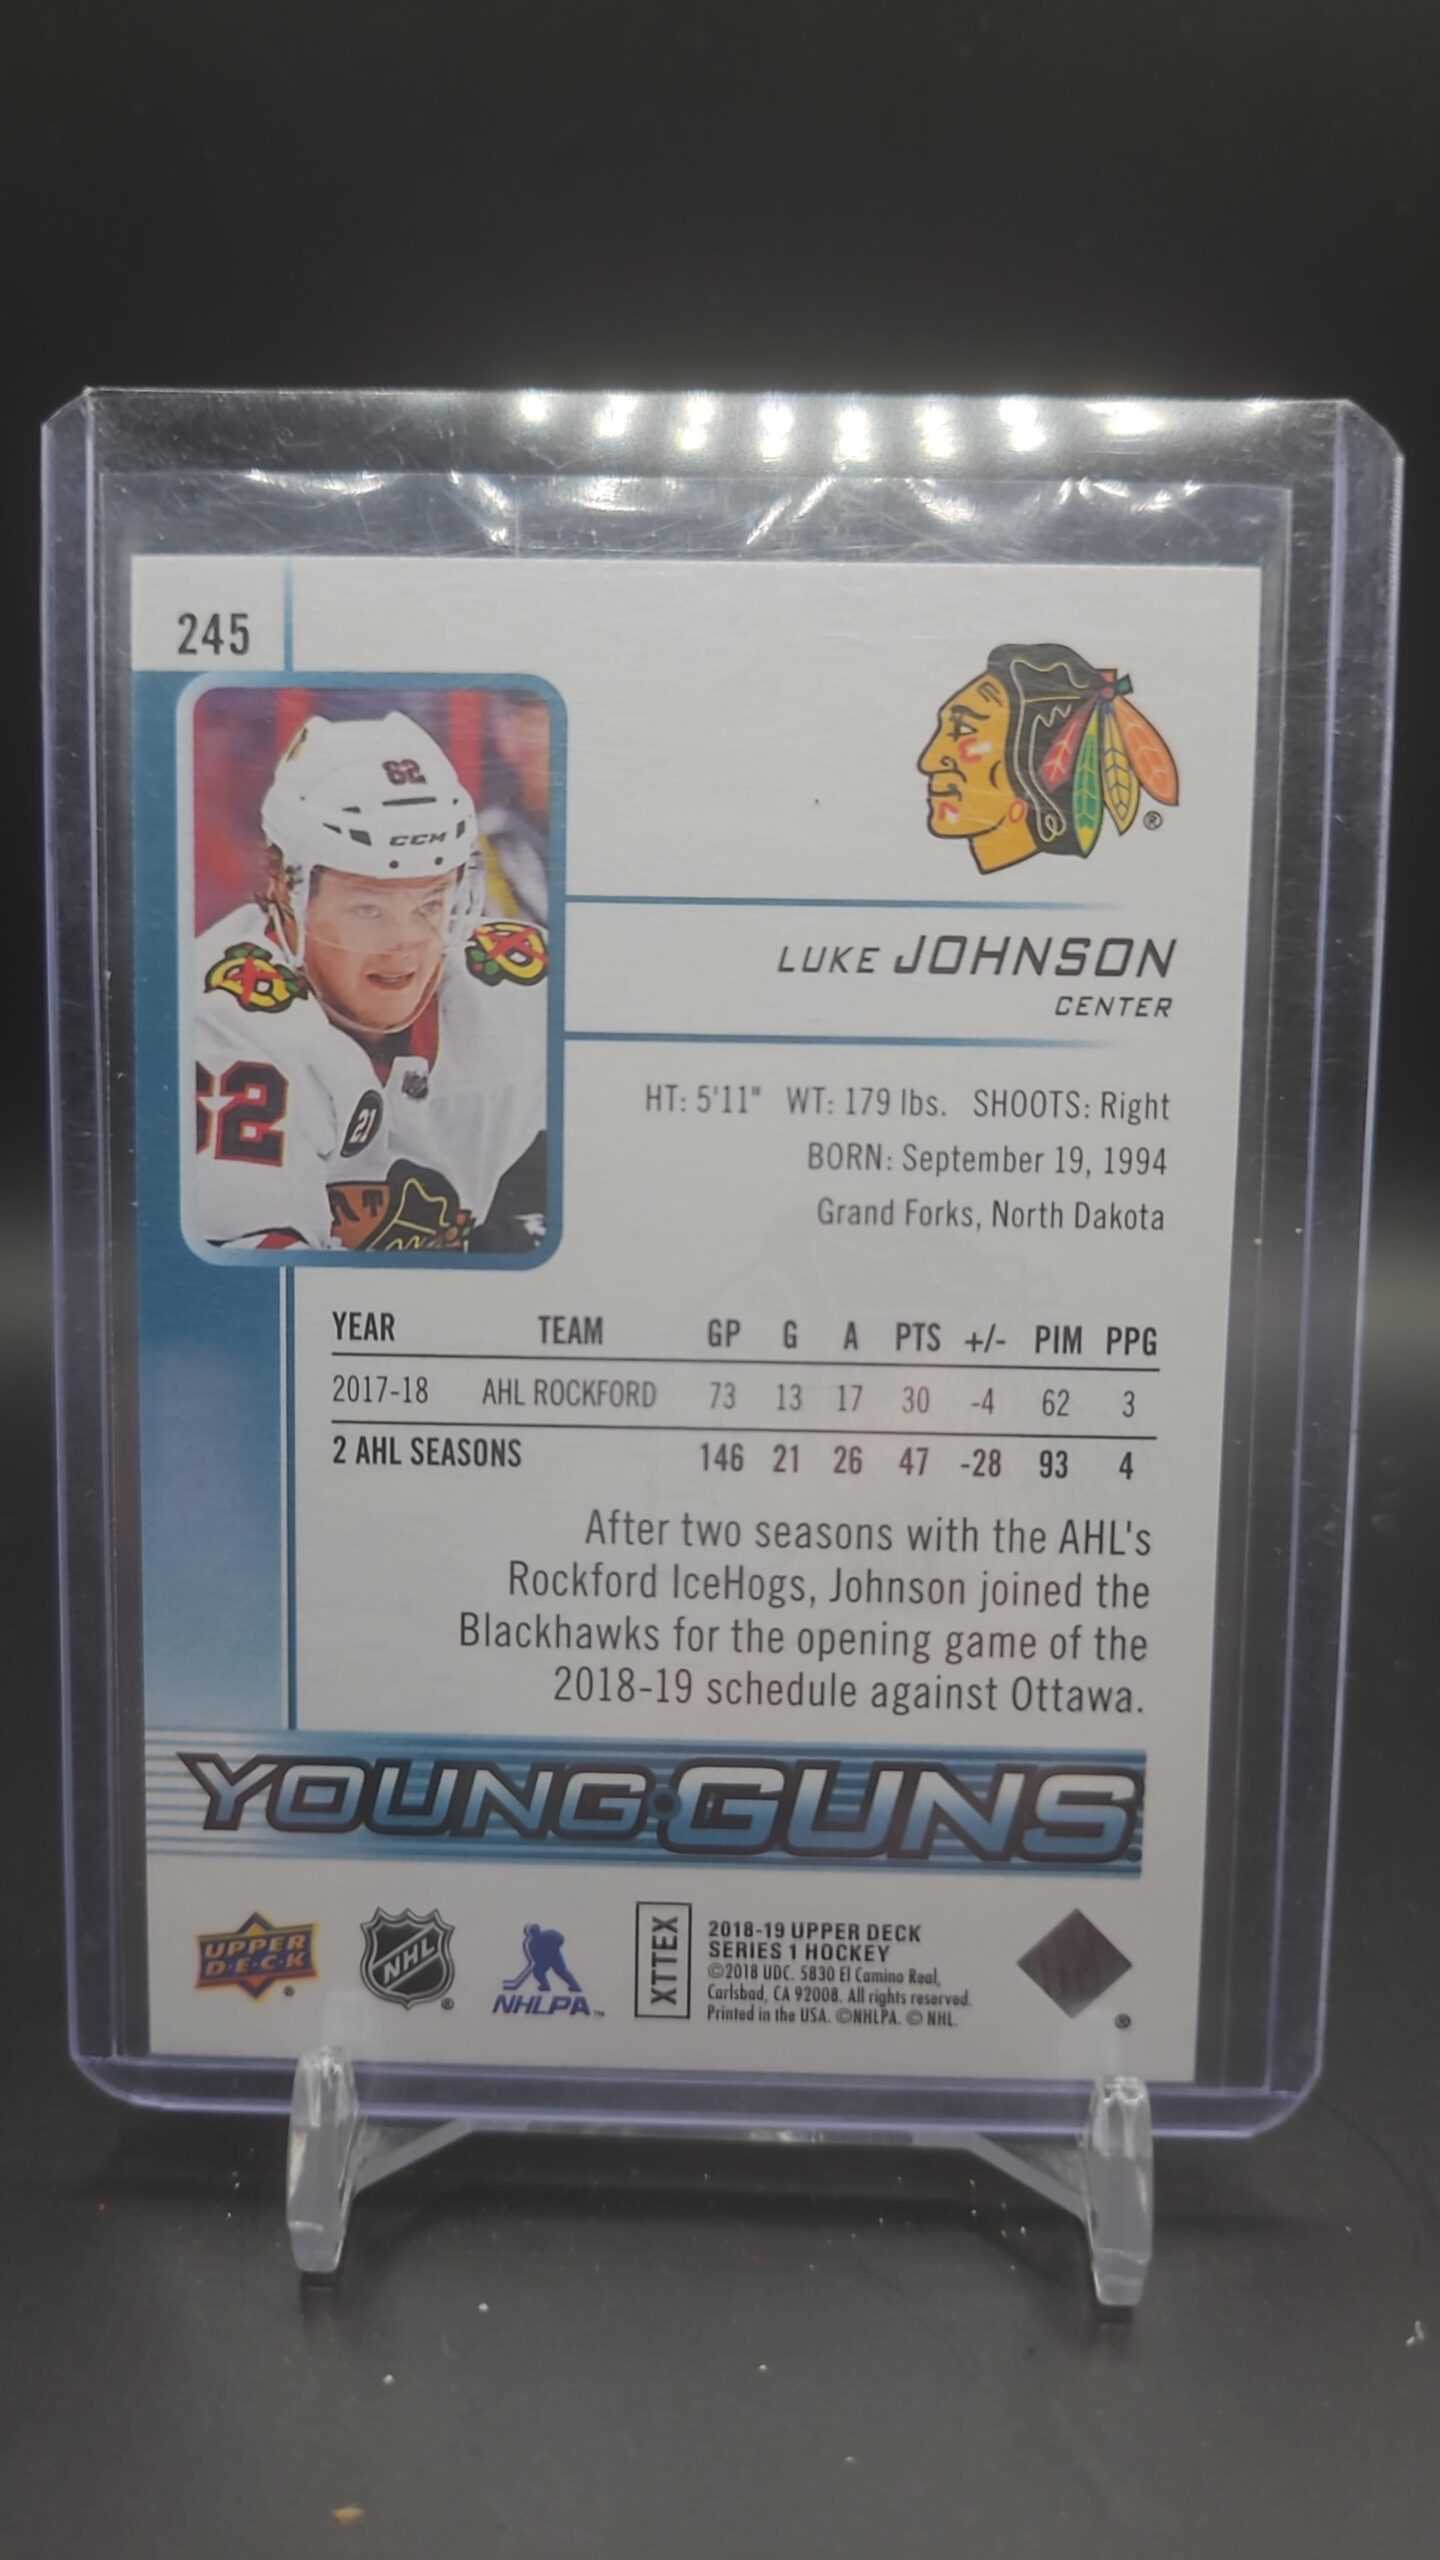 245
62
CCM
62
21
®
LUKE JOHNSON
CENTER
HT: 5'11" WT: 179 lbs. SHOOTS: Right
BORN: September 19, 1994
Grand Forks, North Dakota
YEAR TEAM GP G A PTS +/- PIM PPG
2017-18 AHL ROCKFORD 73 13 17 30 -4 62 3
2 AHL SEASONS 146 21 26 47 -28 93 4
After two seasons with the AHL's
Rockford IceHogs, Johnson joined the
Blackhawks for the opening game of the
2018-19 schedule against Ottawa.
YOUNG GUNS
UPPER
D·E·C·K
®
NHL
®
NHLPA™
XTTEX
2018-19 UPPER DECK
SERIES 1 HOCKEY
©2018 UDC. 5830 El Camino Real,
Carlsbad, CA 92008. All rights reserved.
Printed in the USA. ©NHLPA. © NHL.
®